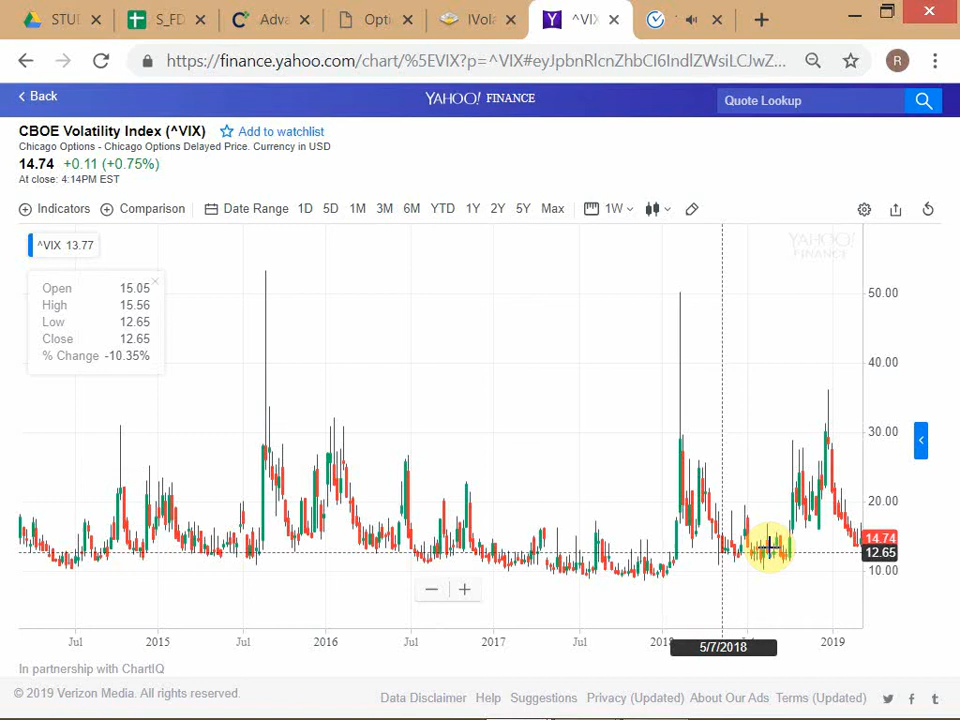 STUI
S_FD
Adva
Opti
IVola
^VIX
https://finance.yahoo.com/chart/%5EVIX?p=^VIX#eyJpbnRlcnZhbCI6IndlZWsiLCJwZ...
R
Back
YAHOO! FINANCE
Quote Lookup
CBOE Volatility Index (^VIX)
Add to watchlist
Chicago Options - Chicago Options Delayed Price. Currency in USD
14.74 +0.11 (+0.75%)
At close: 4:14PM EST
Indicators Comparison Date Range 1D 5D 1M 3M 6M YTD 1Y 2Y 5Y Max 1W
^VIX 13.77
YAHOO!
FINANCE
Open 15.05
High 15.56
Low 12.65
Close 12.65
% Change -10.35%
50.00
40.00
30.00
20.00
14.74
12.65
10.00
Jul 2015 Jul 2016 Jul 2017 Jul 2018 2019
5/7/2018
In partnership with ChartIQ
© 2019 Verizon Media. All rights reserved.
Data Disclaimer Help Suggestions Privacy (Updated) About Our Ads Terms (Updated)